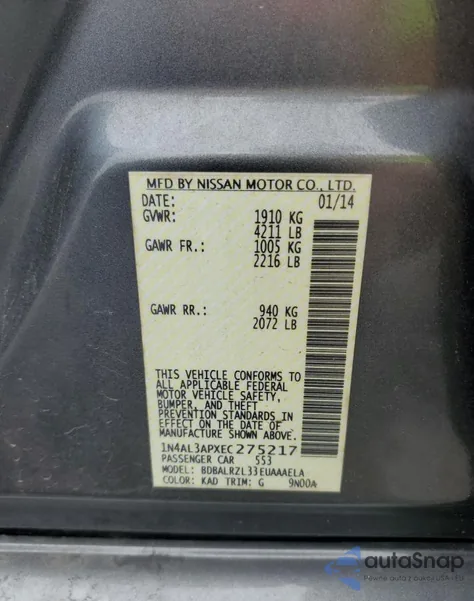 MFD BY NISSAN MOTOR CO., LTD.
DATE: 01/14
GVWR: 1910 KG
4211 LB
GAWR FR.: 1005 KG
2216 LB
GAWR RR.: 940 KG
2072 LB
THIS VEHICLE CONFORMS TO
ALL APPLICABLE FEDERAL
MOTOR VEHICLE SAFETY,
BUMPER, AND THEFT
PREVENTION STANDARDS IN
EFFECT ON THE DATE OF
MANUFACTURE SHOWN ABOVE.
1N4AL3APXEC275217
PASSENGER CAR 553
MODEL: BDBALRZL33EUAAAELA
COLOR: KAD TRIM: G 9N00A
autoSnap